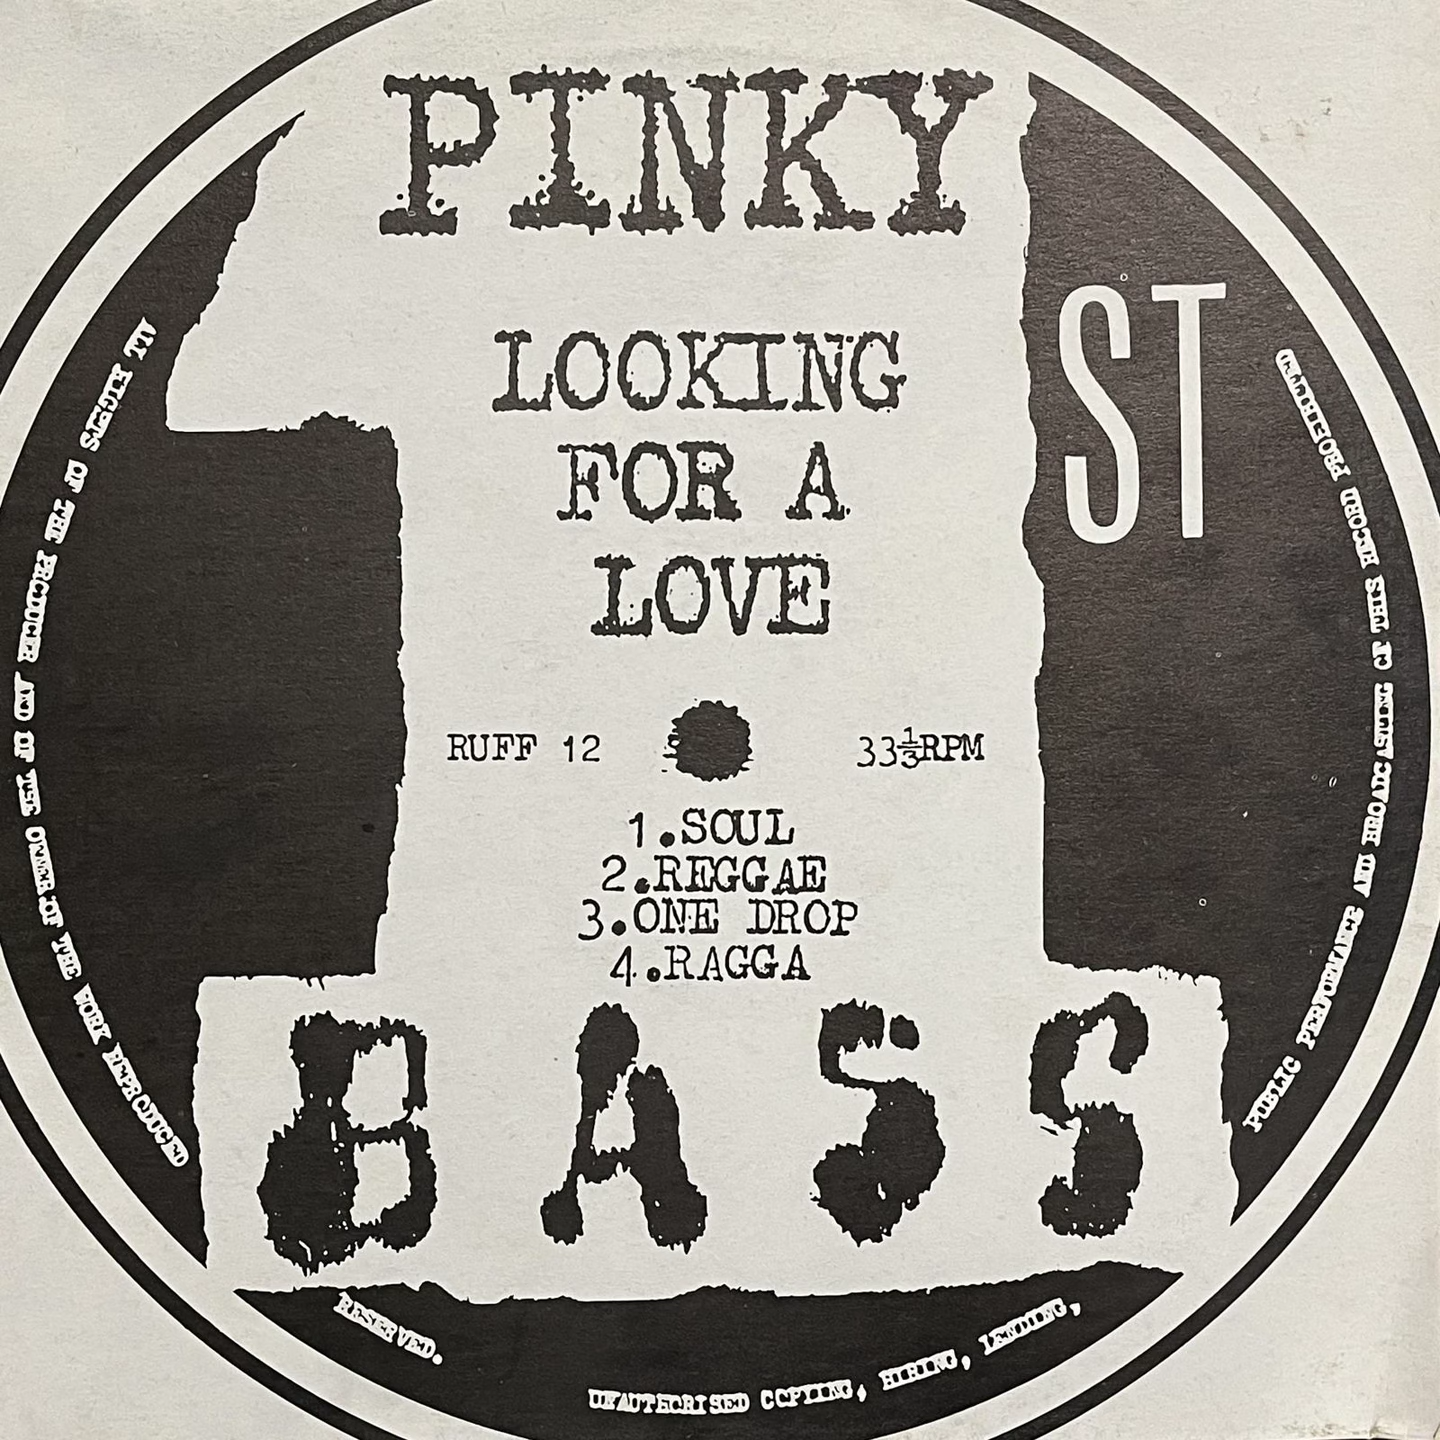 PINKY
ST
LOOKING
FOR A
LOVE
RUFF 12
33⅓RPM
1.SOUL
2.REGGAE
3.ONE DROP
4.RAGGA
BASS
ALL RIGHTS OF THE PRODUCER AND OF THE OWNER OF THE WORK REPRODUCED
RESERVED.
UNAUTHORISED COPYING, HIRING, LENDING,
PUBLIC PERFORMANCE AND BROADCASTING OF THIS RECORD PROHIBITED